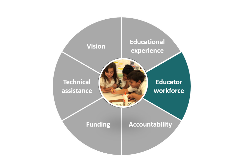 Vision
Educational
experience
Technical
assistance
Educator
workforce
Funding
Accountability